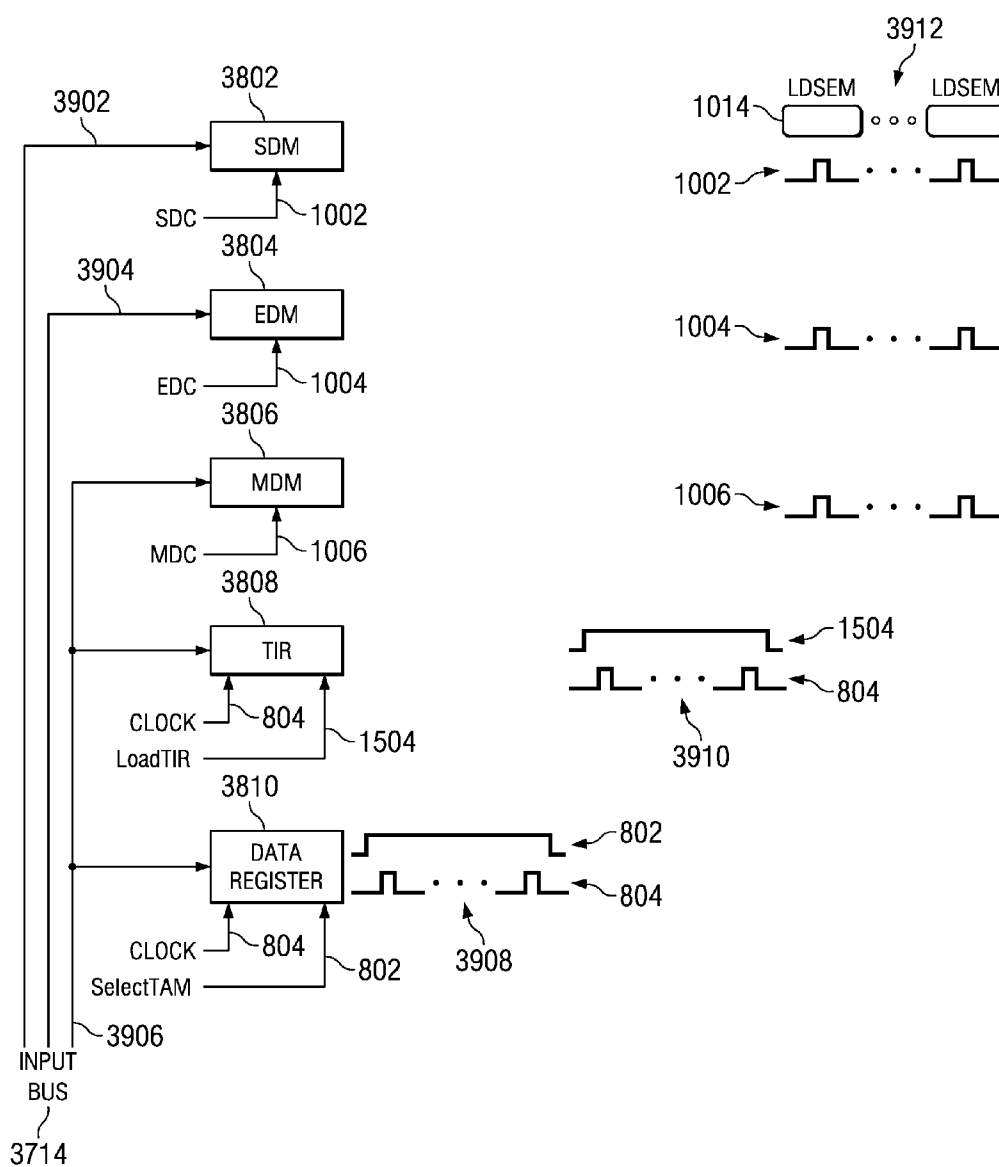 3912
3802
3902
LDSEM LDSEM
1014
SDM
1002
SDC 1002
3804
3904
EDM
1004
EDC 1004
3806
MDM
1006
MDC 1006
3808
1504
TIR
804
CLOCK 804
LoadTIR 1504
3910
3810
802
DATA
REGISTER
804
CLOCK 804
3908
SelectTAM 802
3906
INPUT
BUS
3714